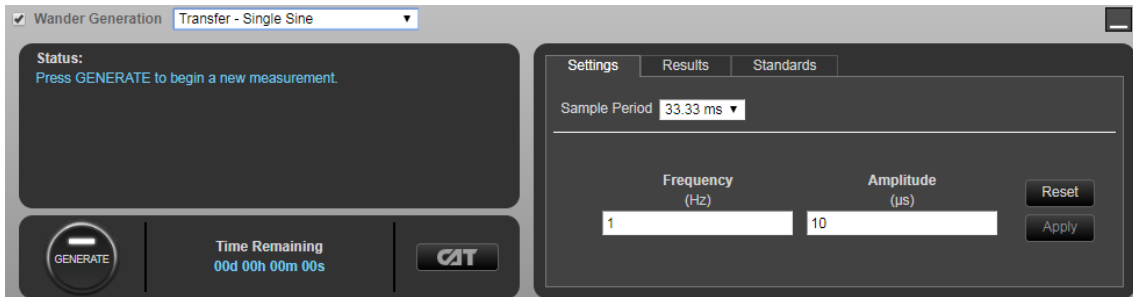 Wander Generation Transfer - Single Sine
Status:
Press GENERATE to begin a new measurement.
GENERATE
Time Remaining
00d 00h 00m 00s
CAT
Settings Results Standards
Sample Period 33.33 ms
Frequency
(Hz)
1
Amplitude
(µs)
10
Reset
Apply